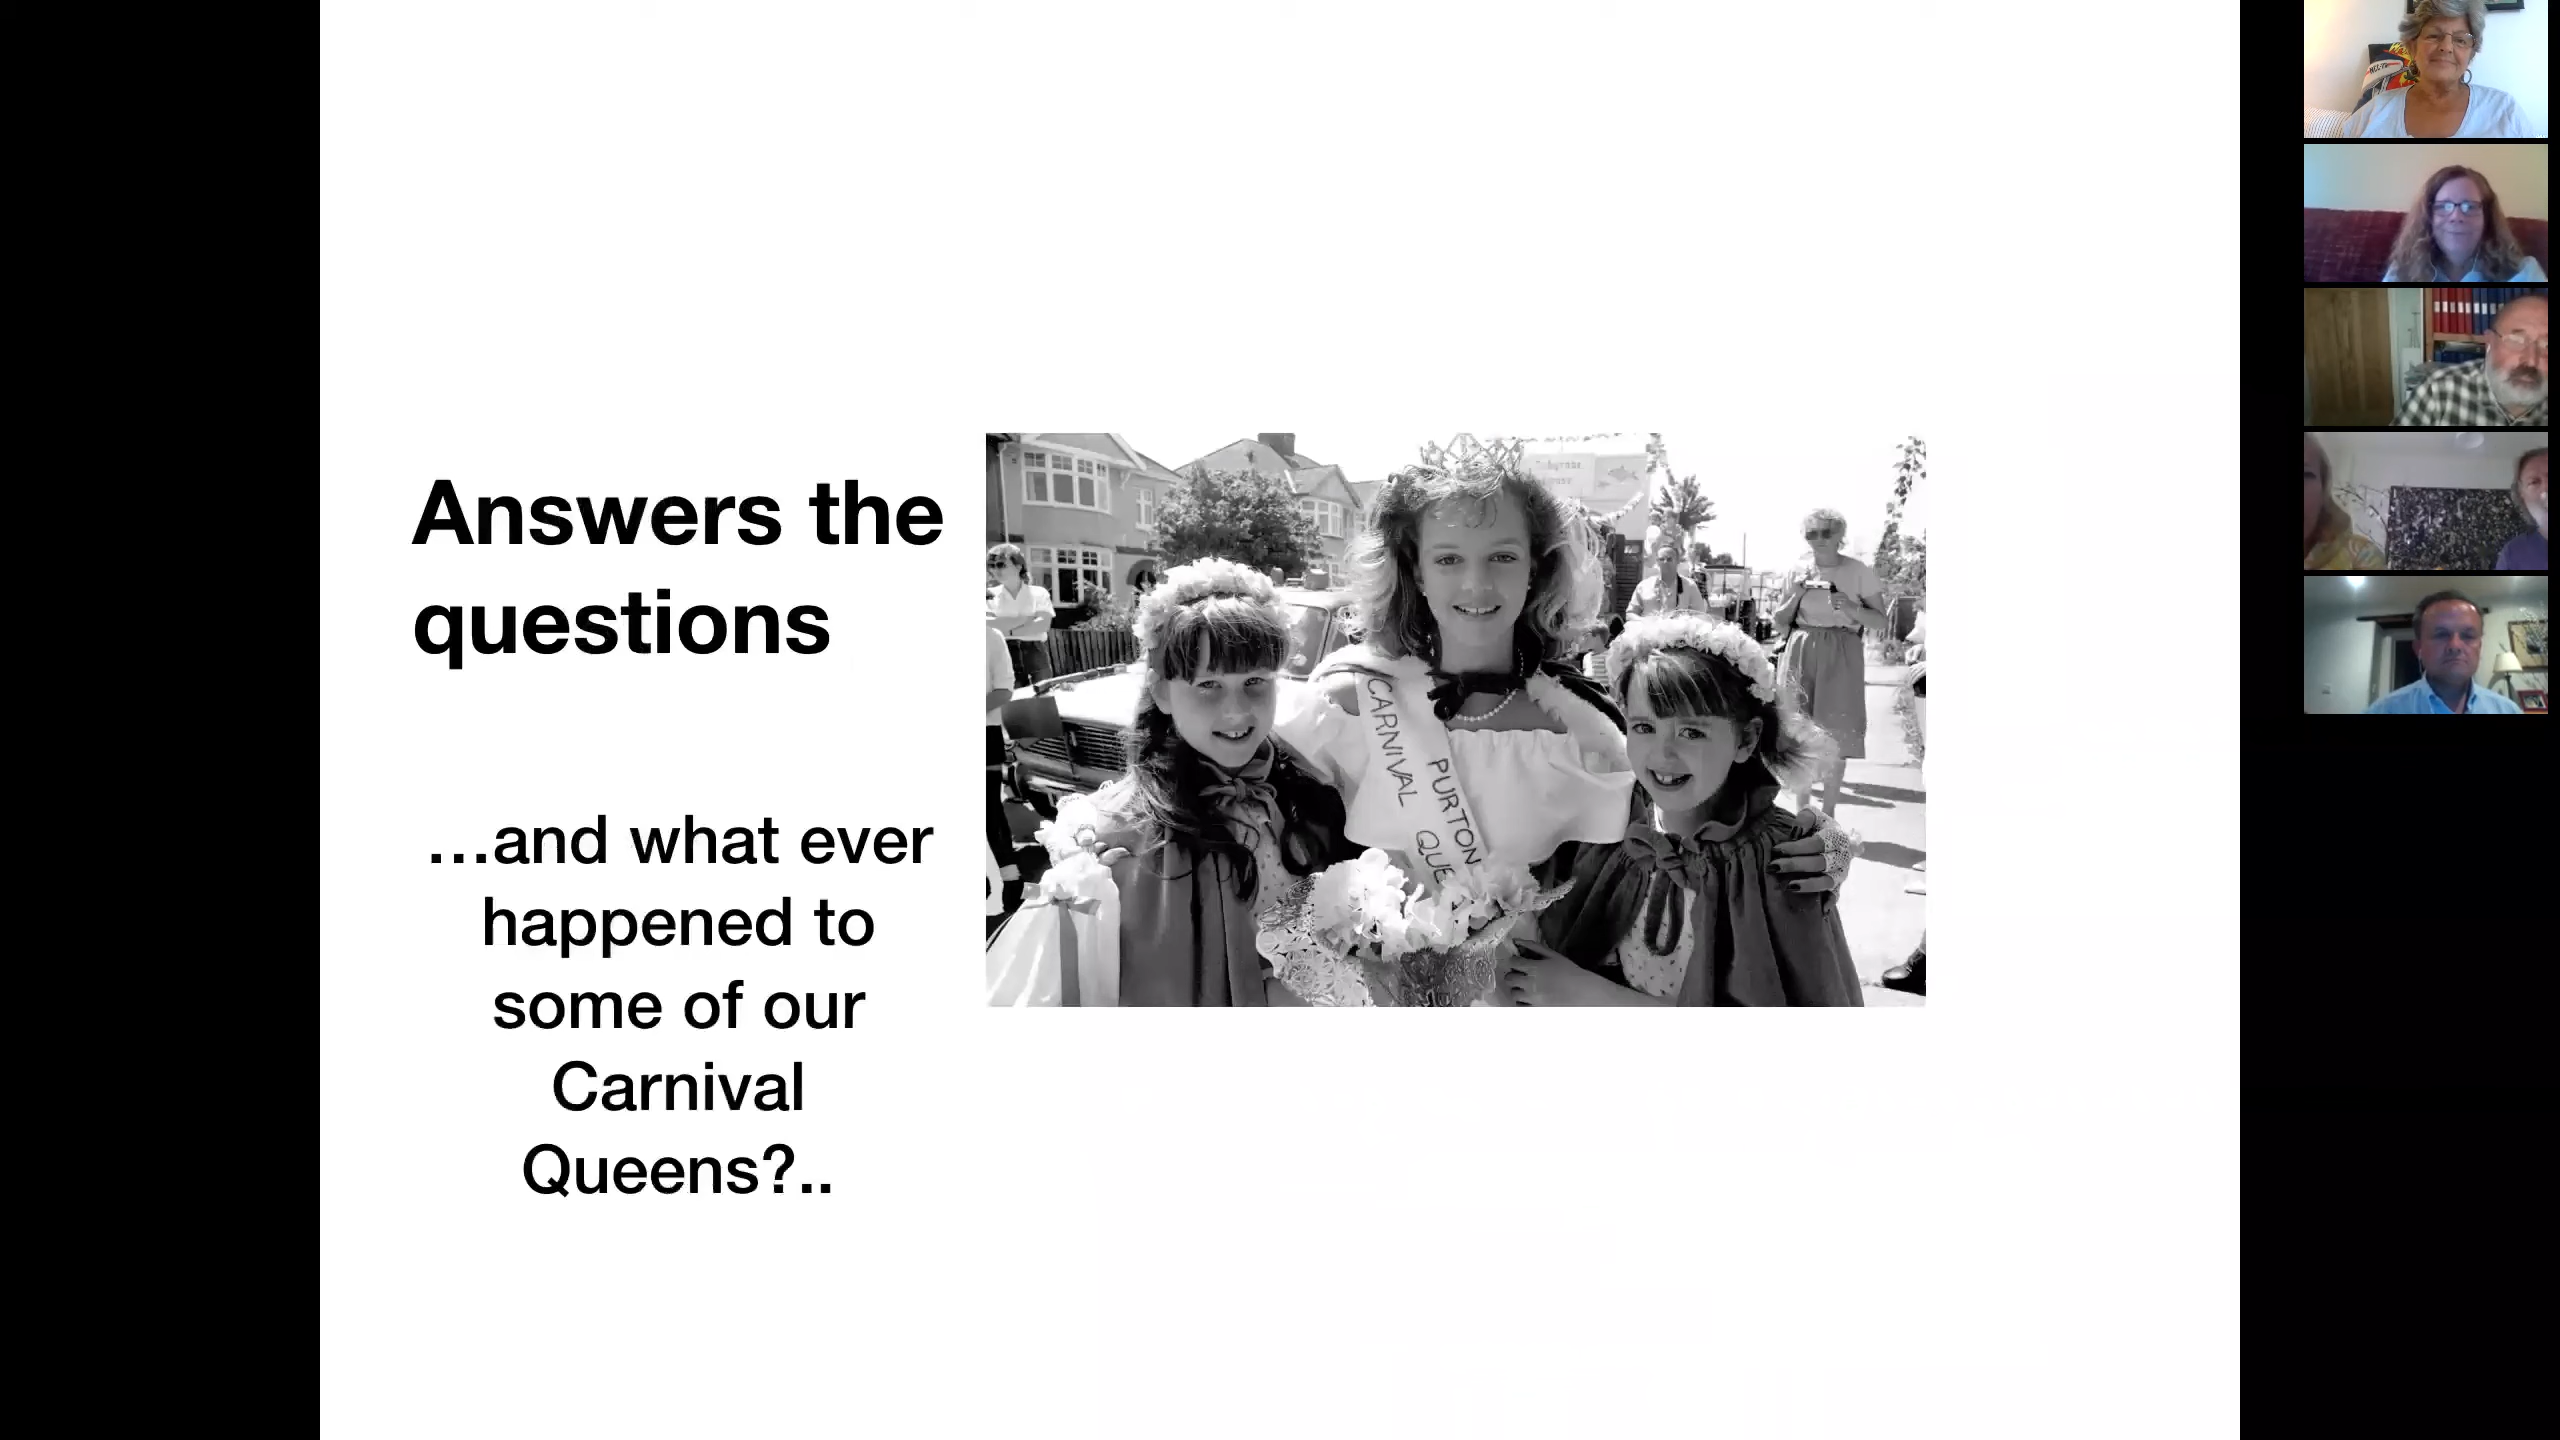 Answers the
questions
…and what ever
happened to
some of our
Carnival
Queens?..
PURTON
CARNIVAL QUE